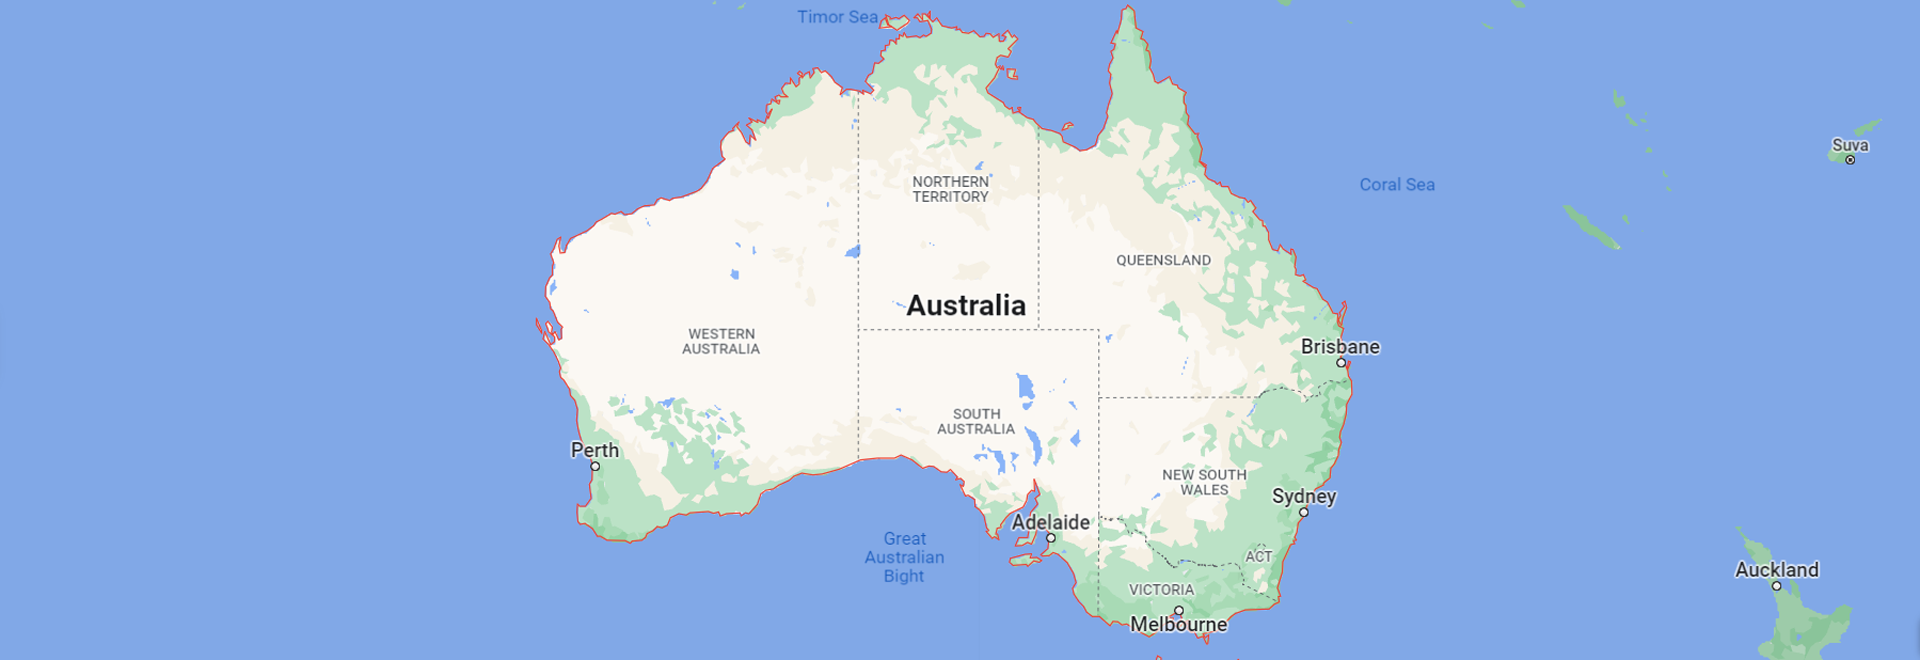 Timor Sea
Suva
Coral Sea
NORTHERN
TERRITORY
QUEENSLAND
Australia
WESTERN
AUSTRALIA
Brisbane
SOUTH
AUSTRALIA
Perth
NEW SOUTH
WALES
Sydney
Adelaide
Great
Australian
Bight
ACT
Auckland
VICTORIA
Melbourne